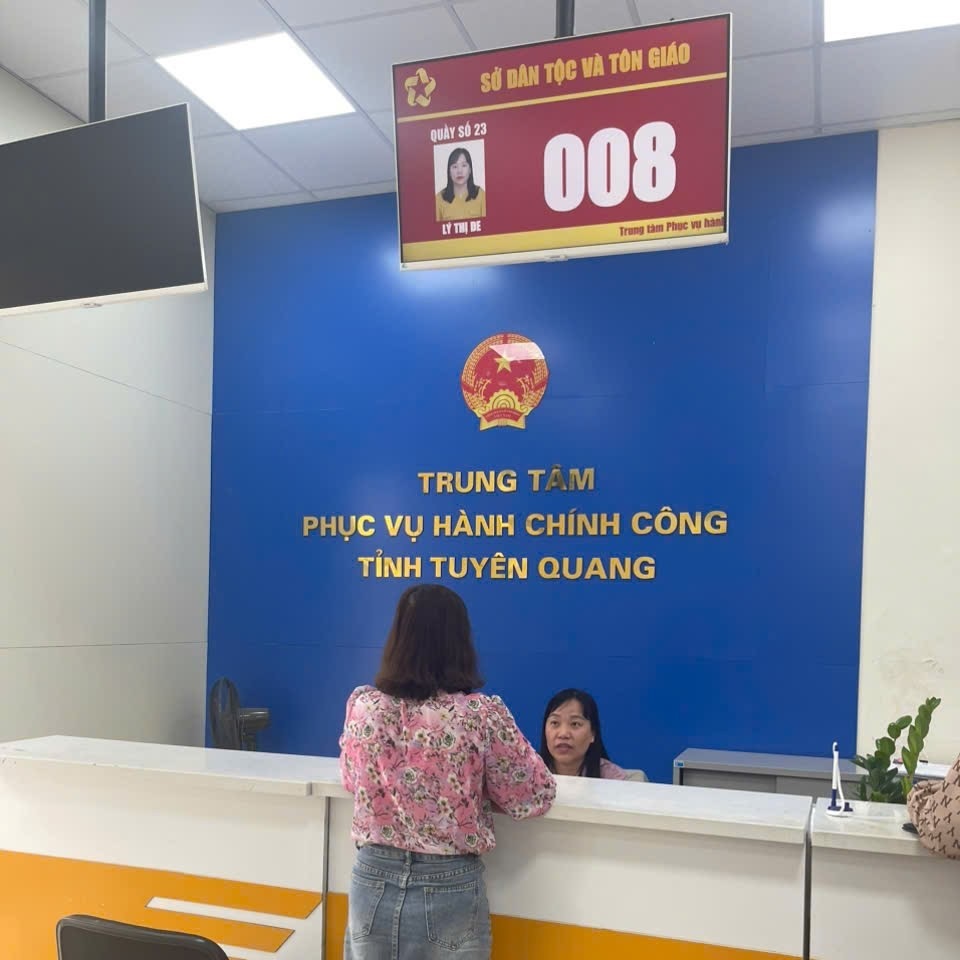 SỞ DÂN TỘC VÀ TÔN GIÁO
QUẦY SỐ 23
008
LÝ THỊ DE
Trung tâm Phục vụ hành
TRUNG TÂM
PHỤC VỤ HÀNH CHÍNH CÔNG
TỈNH TUYÊN QUANG